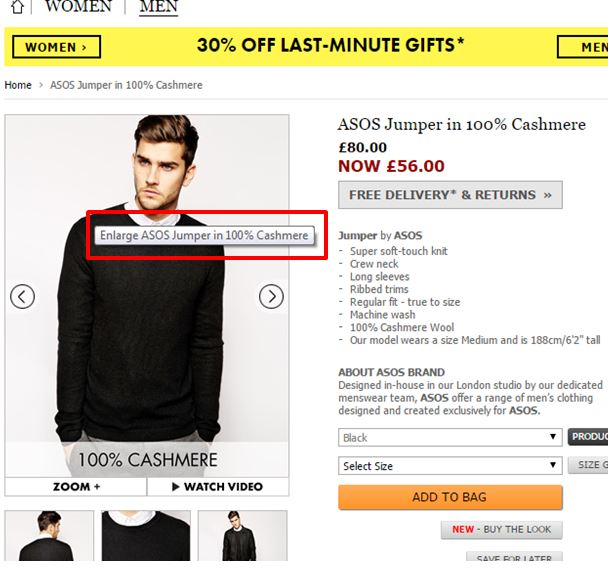 WOMEN MEN
WOMEN ›
30% OFF LAST-MINUTE GIFTS*
MEN
Home › ASOS Jumper in 100% Cashmere
ASOS Jumper in 100% Cashmere
£80.00
NOW £56.00
FREE DELIVERY* & RETURNS »
Enlarge ASOS Jumper in 100% Cashmere
Jumper by ASOS
- Super soft-touch knit
- Crew neck
- Long sleeves
- Ribbed trims
- Regular fit - true to size
- Machine wash
- 100% Cashmere Wool
- Our model wears a size Medium and is 188cm/6'2" tall
ABOUT ASOS BRAND
Designed in-house in our London studio by our dedicated
menswear team, ASOS offer a range of men's clothing
designed and created exclusively for ASOS.
100% CASHMERE
ZOOM +
WATCH VIDEO
Black
PRODUC
Select Size
SIZE G
ADD TO BAG
NEW - BUY THE LOOK
SAVE FOR LATER